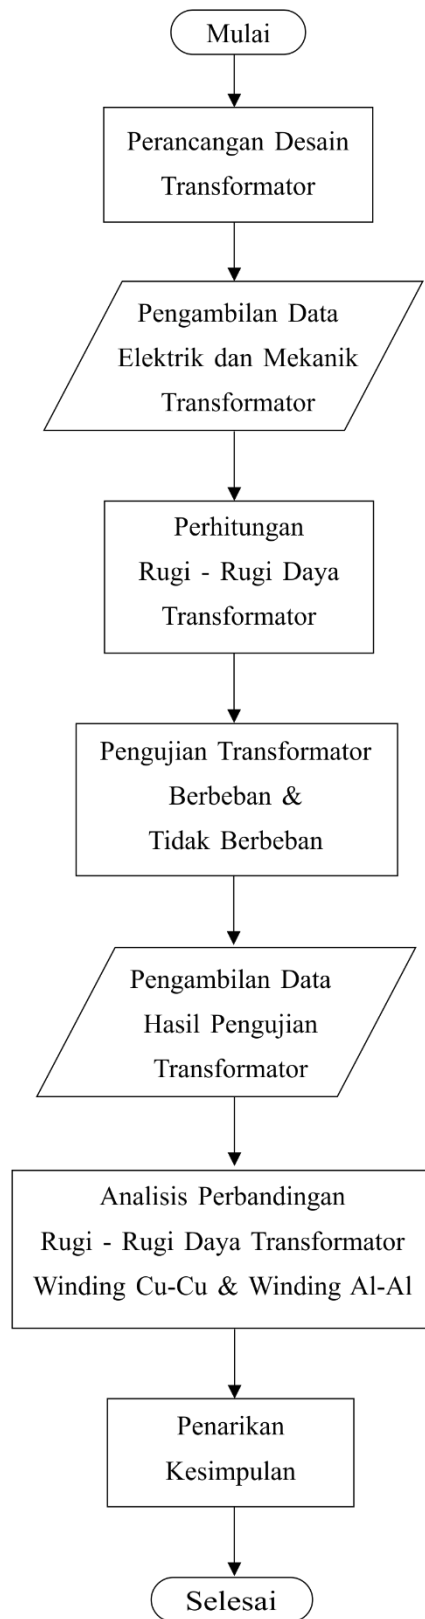 Mulai
Perancangan Desain
Transformator
Pengambilan Data
Elektrik dan Mekanik
Transformator
Perhitungan
Rugi - Rugi Daya
Transformator
Pengujian Transformator
Berbeban &
Tidak Berbeban
Pengambilan Data
Hasil Pengujian
Transformator
Analisis Perbandingan
Rugi - Rugi Daya Transformator
Winding Cu-Cu & Winding Al-Al
Penarikan
Kesimpulan
Selesai